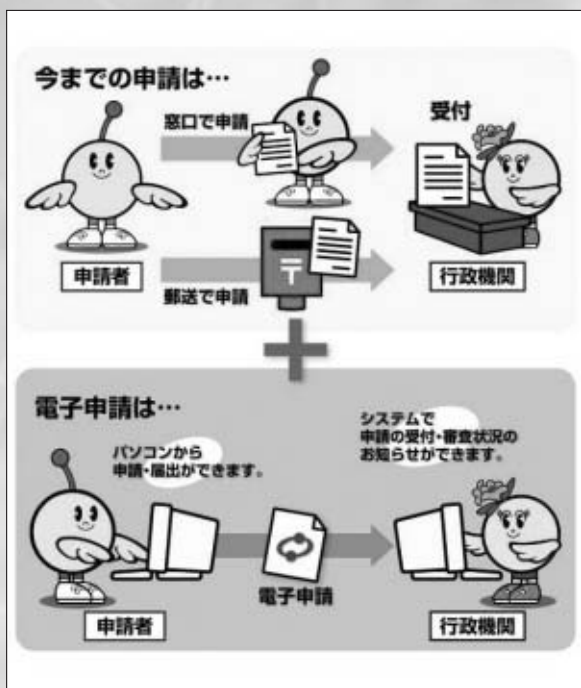 今までの申請は…
窓口で申請
受付
〒
申請者
郵送で申請
行政機関
電子申請は…
パソコンから
申請・届出ができます。
システムで
申請の受付・審査状況の
お知らせができます。
電子申請
申請者
行政機関